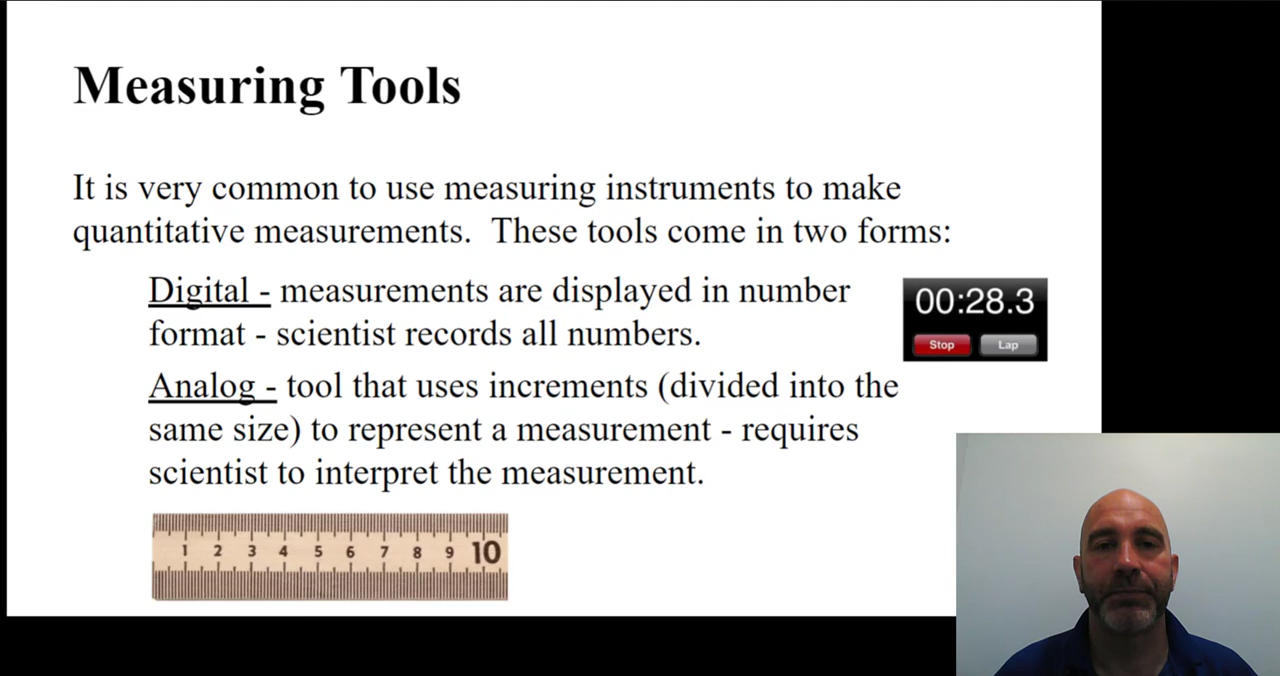 Measuring Tools
It is very common to use measuring instruments to make
quantitative measurements.  These tools come in two forms:
Digital - measurements are displayed in number
format - scientist records all numbers.
00:28.3
Stop Lap
Analog - tool that uses increments (divided into the
same size) to represent a measurement - requires
scientist to interpret the measurement.
1 2 3 4 5 6 7 8 9 10